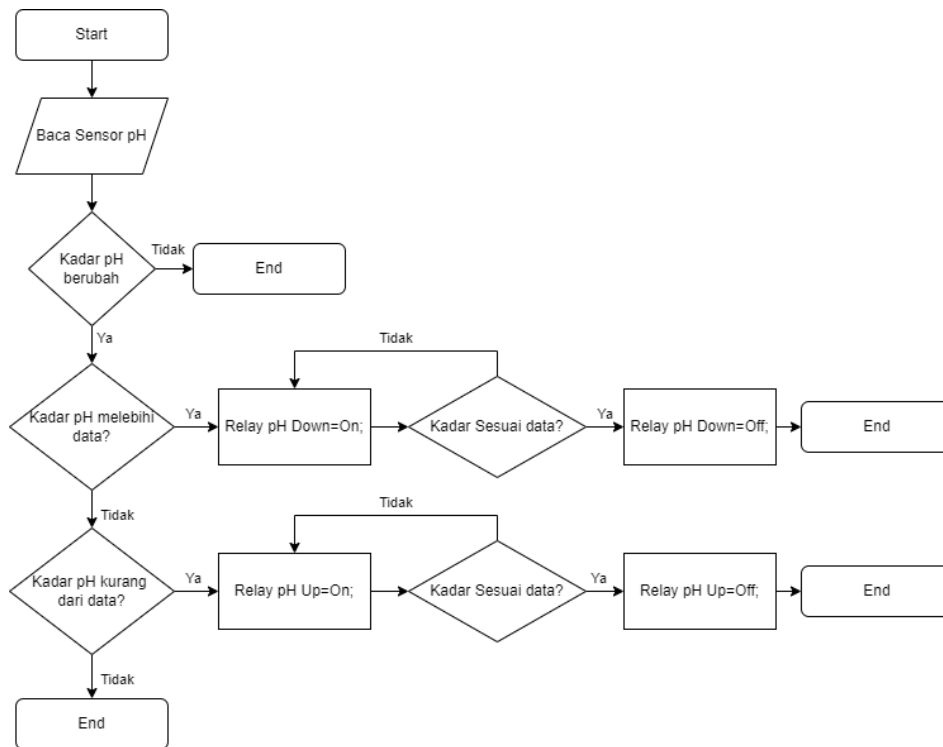 Start
Baca Sensor pH
Kadar pH
berubah
Tidak
End
Ya
Tidak
Kadar pH melebihi
data?
Ya
Relay pH Down=On;
Kadar Sesuai data?
Ya
Relay pH Down=Off;
End
Tidak
Tidak
Kadar pH kurang
dari data?
Ya
Relay pH Up=On;
Kadar Sesuai data?
Ya
Relay pH Up=Off;
End
Tidak
End